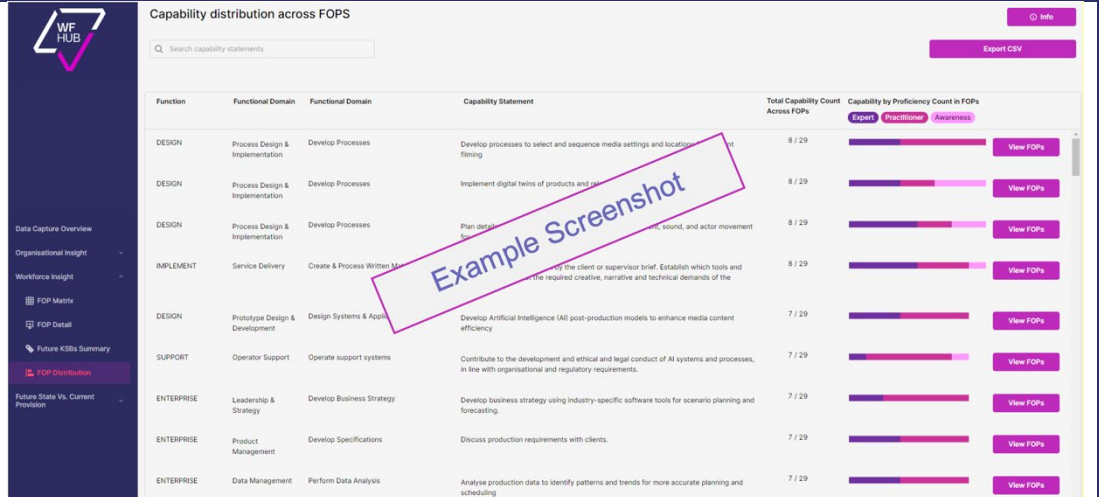 WF
HUB
Capability distribution across FOPS
Info
Search capability statements
Export CSV
Function
Functional Domain
Functional Domain
Capability Statement
Total Capability Count
Across FOPs
Capability by Proficiency Count in FOPs
Expert
Practitioner
Awareness
DESIGN
Process Design &
Implementation
Develop Processes
Develop processes to select and sequence media settings and locations
filming
8 / 29
View FOPs
DESIGN
Process Design &
Implementation
Develop Processes
Implement digital twins of products and
8 / 29
View FOPs
DESIGN
Process Design &
Implementation
Develop Processes
Plan
sound, and actor movement
8 / 29
View FOPs
IMPLEMENT
Service Delivery
Create & Process Written
by the client or supervisor brief. Establish which tools and
the required creative, narrative and technical demands of the
8 / 29
View FOPs
DESIGN
Prototype Design &
Development
Design Systems &
Develop Artificial Intelligence (AI) post-production models to enhance media content
efficiency
7 / 29
View FOPs
SUPPORT
Operator Support
Operate support systems
Contribute to the development and ethical and legal conduct of AI systems and processes,
in line with organisational and regulatory requirements.
7 / 29
View FOPs
ENTERPRISE
Leadership &
Strategy
Develop Business Strategy
Develop business strategy using industry-specific software tools for scenario planning and
forecasting.
7 / 29
View FOPs
ENTERPRISE
Product
Management
Develop Specifications
Discuss production requirements with clients.
7 / 29
View FOPs
ENTERPRISE
Data Management
Perform Data Analysis
Analyse production data to identify patterns and trends for more accurate planning and
scheduling
7 / 29
View FOPs
Example Screenshot
Data Capture Overview
Organisational Insight
Workforce Insight
FOP Matrix
FOP Detail
Future KSBs Summary
FOP Distribution
Future State Vs. Current
Provision